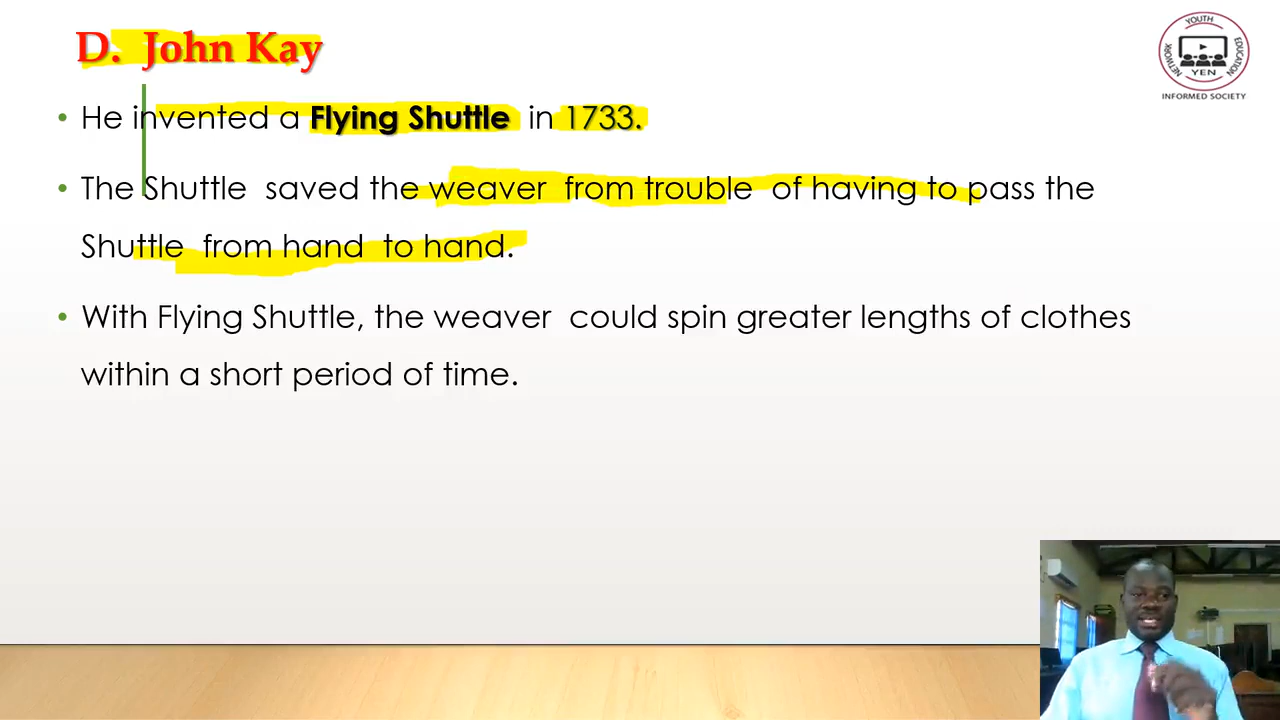 D. John Kay
YOUTH EDUCATION NETWORK
YEN
INFORMED SOCIETY
• He invented a Flying Shuttle in 1733.
• The Shuttle saved the weaver from trouble of having to pass the
Shuttle from hand to hand.
• With Flying Shuttle, the weaver could spin greater lengths of clothes
within a short period of time.